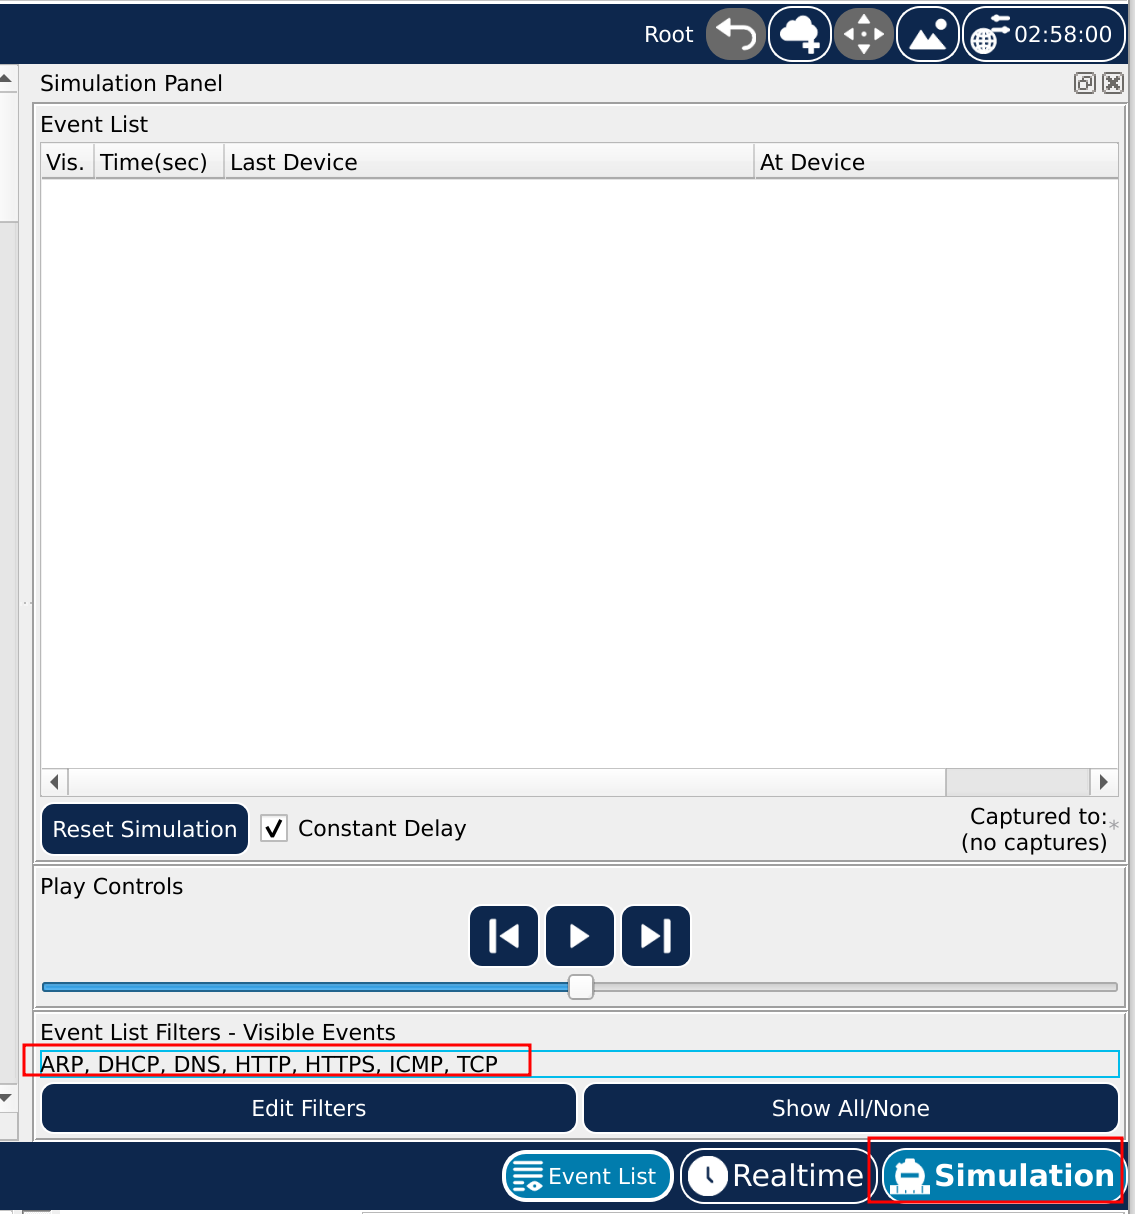 Root 02:58:00
Simulation Panel
Event List
Vis. Time(sec) Last Device At Device
Reset Simulation Constant Delay Captured to:*
(no captures)
Play Controls
Event List Filters - Visible Events
ARP, DHCP, DNS, HTTP, HTTPS, ICMP, TCP
Edit Filters Show All/None
Event List Realtime Simulation